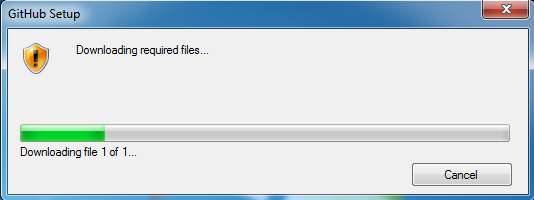 GitHub Setup
Downloading required files...
Downloading file 1 of 1...
Cancel